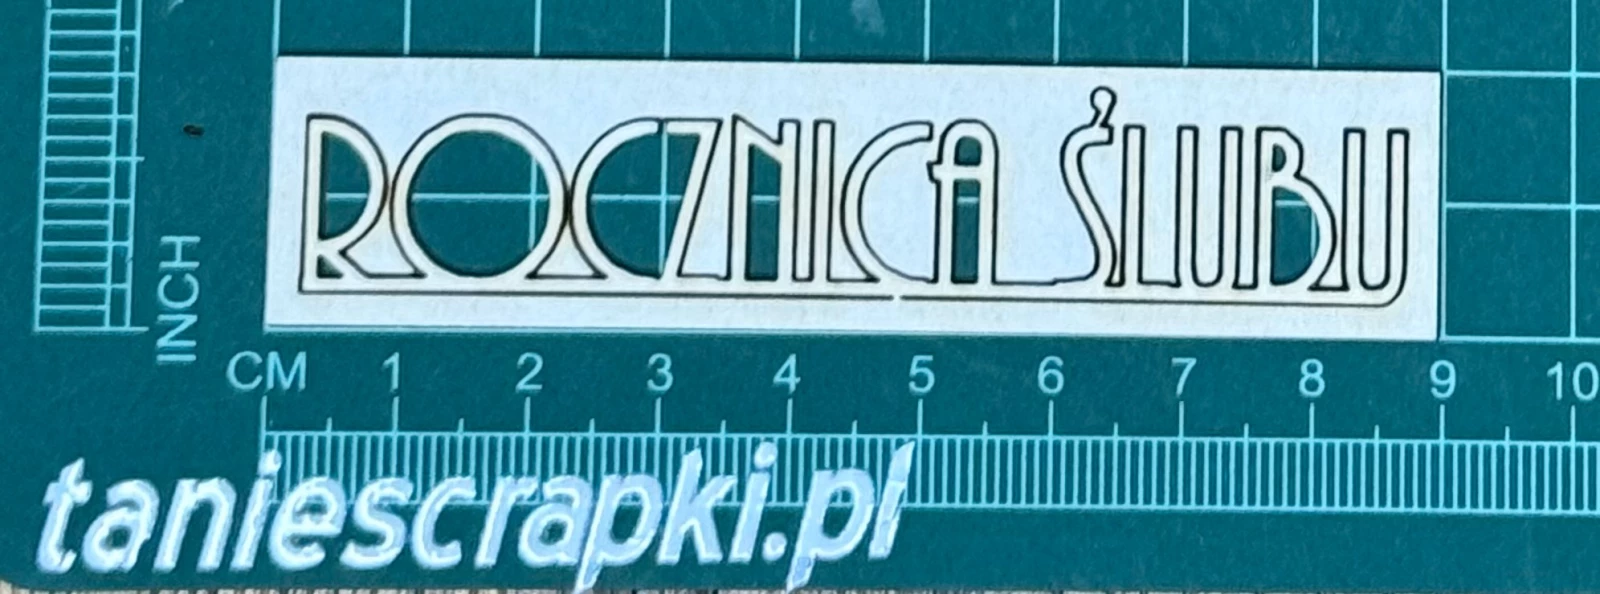 ROCZNICA ŚLUBU
INCH
CM 1 2 3 4 5 6 7 8 9 10
taniescrapki.pl